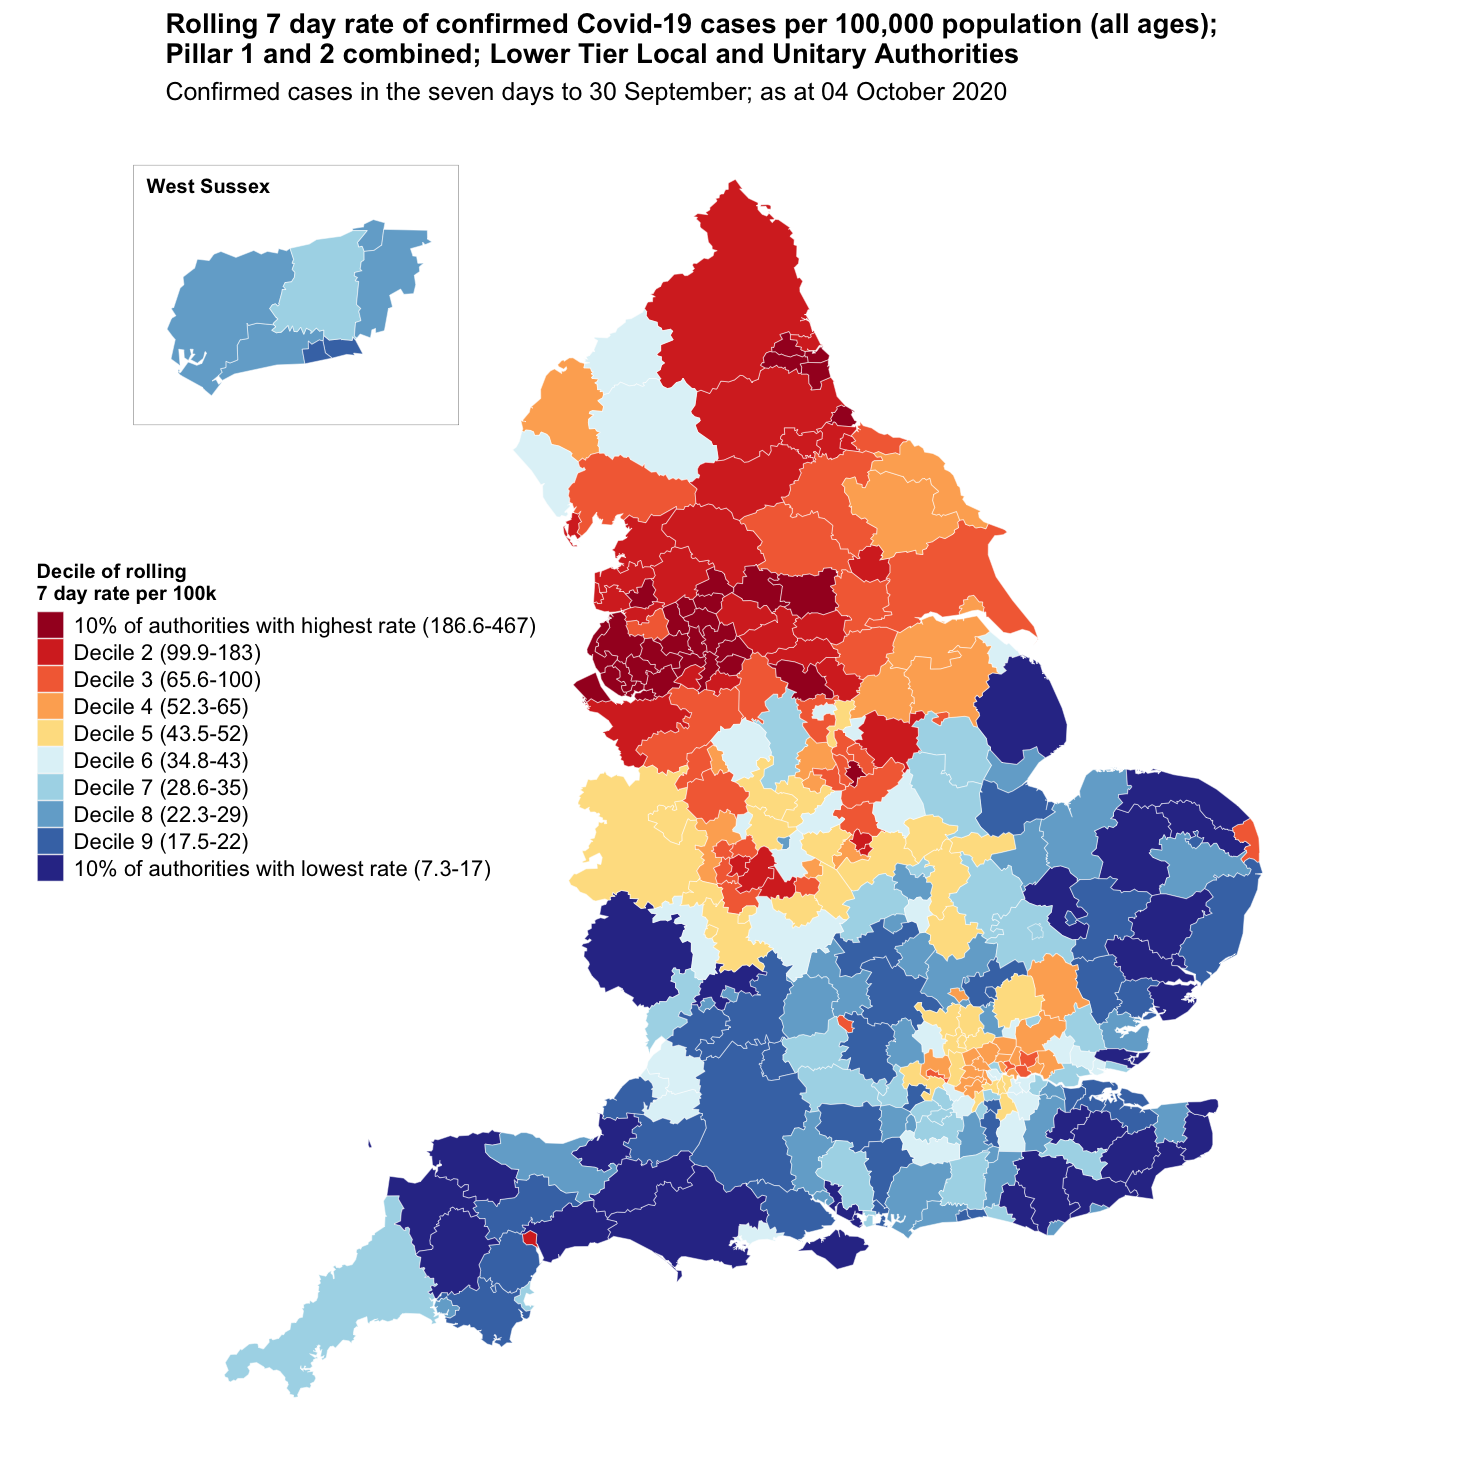 Rolling 7 day rate of confirmed Covid-19 cases per 100,000 population (all ages);
Pillar 1 and 2 combined; Lower Tier Local and Unitary Authorities
Confirmed cases in the seven days to 30 September; as at 04 October 2020
West Sussex
Decile of rolling
7 day rate per 100k
10% of authorities with highest rate (186.6-467)
Decile 2 (99.9-183)
Decile 3 (65.6-100)
Decile 4 (52.3-65)
Decile 5 (43.5-52)
Decile 6 (34.8-43)
Decile 7 (28.6-35)
Decile 8 (22.3-29)
Decile 9 (17.5-22)
10% of authorities with lowest rate (7.3-17)